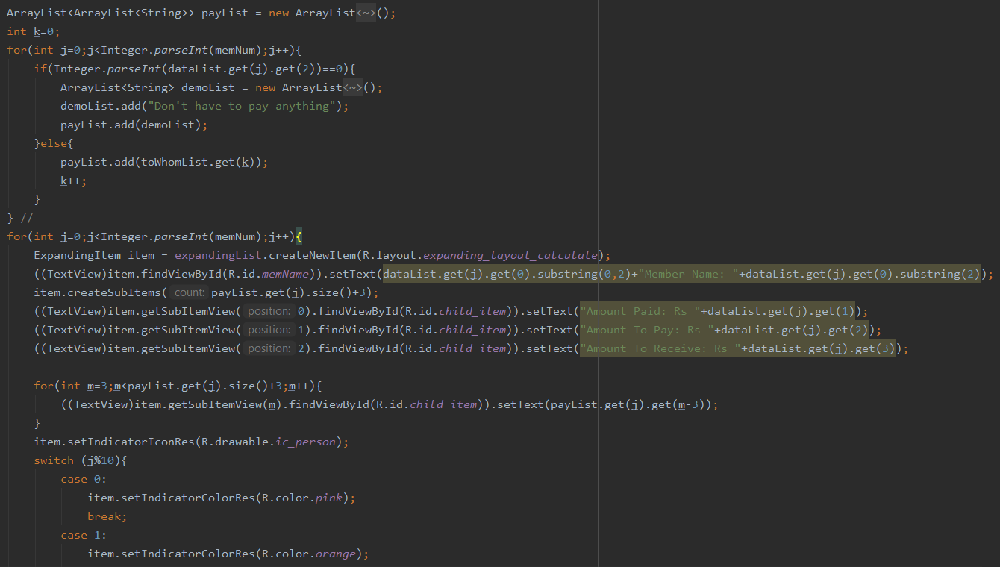 ArrayList<ArrayList<String>> payList = new ArrayList<~>();
int k=0;
for(int j=0;j<Integer.parseInt(memNum);j++){
    if(Integer.parseInt(dataList.get(j).get(2))==0){
        ArrayList<String> demoList = new ArrayList<~>();
        demoList.add("Don't have to pay anything");
        payList.add(demoList);
    }else{
        payList.add(toWhomList.get(k));
        k++;
    }
} //
for(int j=0;j<Integer.parseInt(memNum);j++){
    ExpandingItem item = expandingList.createNewItem(R.layout.expanding_layout_calculate);
    ((TextView)item.findViewById(R.id.memName)).setText(dataList.get(j).get(0).substring(0,2)+"Member Name: "+dataList.get(j).get(0).substring(2));
    item.createSubItems( count: payList.get(j).size()+3);
    ((TextView)item.getSubItemView( position: 0).findViewById(R.id.child_item)).setText("Amount Paid: Rs "+dataList.get(j).get(1));
    ((TextView)item.getSubItemView( position: 1).findViewById(R.id.child_item)).setText("Amount To Pay: Rs "+dataList.get(j).get(2));
    ((TextView)item.getSubItemView( position: 2).findViewById(R.id.child_item)).setText("Amount To Receive: Rs "+dataList.get(j).get(3));
    for(int m=3;m<payList.get(j).size()+3;m++){
        ((TextView)item.getSubItemView(m).findViewById(R.id.child_item)).setText(payList.get(j).get(m-3));
    }
    item.setIndicatorIconRes(R.drawable.ic_person);
    switch (j%10){
        case 0:
            item.setIndicatorColorRes(R.color.pink);
            break;
        case 1:
            item.setIndicatorColorRes(R.color.orange);